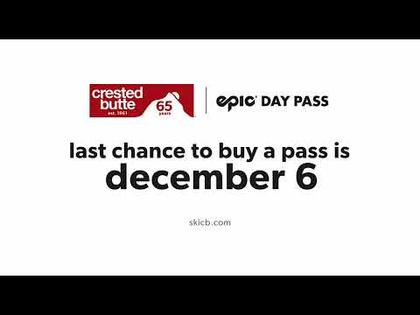 crested
butte
est. 1961
65
years
epic® DAY PASS
last chance to buy a pass is
december 6
skicb.com